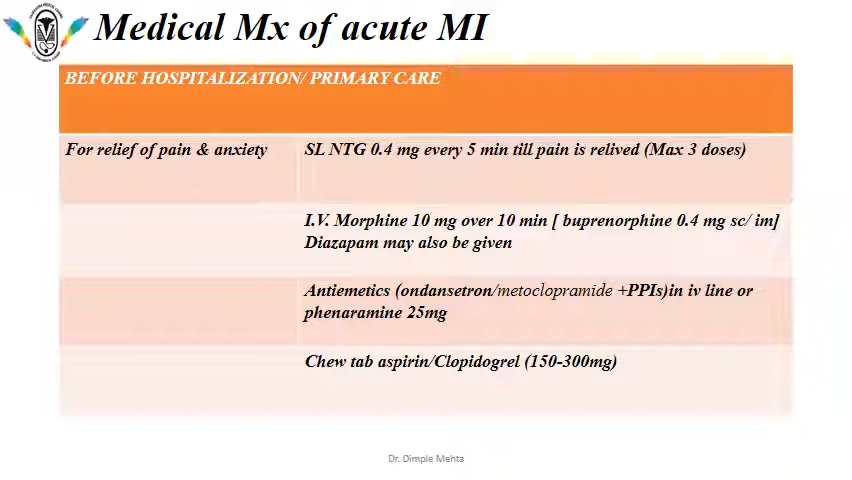 Medical Mx of acute MI
BEFORE HOSPITALIZATION/ PRIMARY CARE
For relief of pain & anxiety
SL NTG 0.4 mg every 5 min till pain is relived (Max 3 doses)
I.V. Morphine 10 mg over 10 min [ buprenorphine 0.4 mg sc/ im]
Diazapam may also be given
Antiemetics (ondansetron/metoclopramide +PPIs)in iv line or
phenaramine 25mg
Chew tab aspirin/Clopidogrel (150-300mg)
Dr. Dimple Mehta